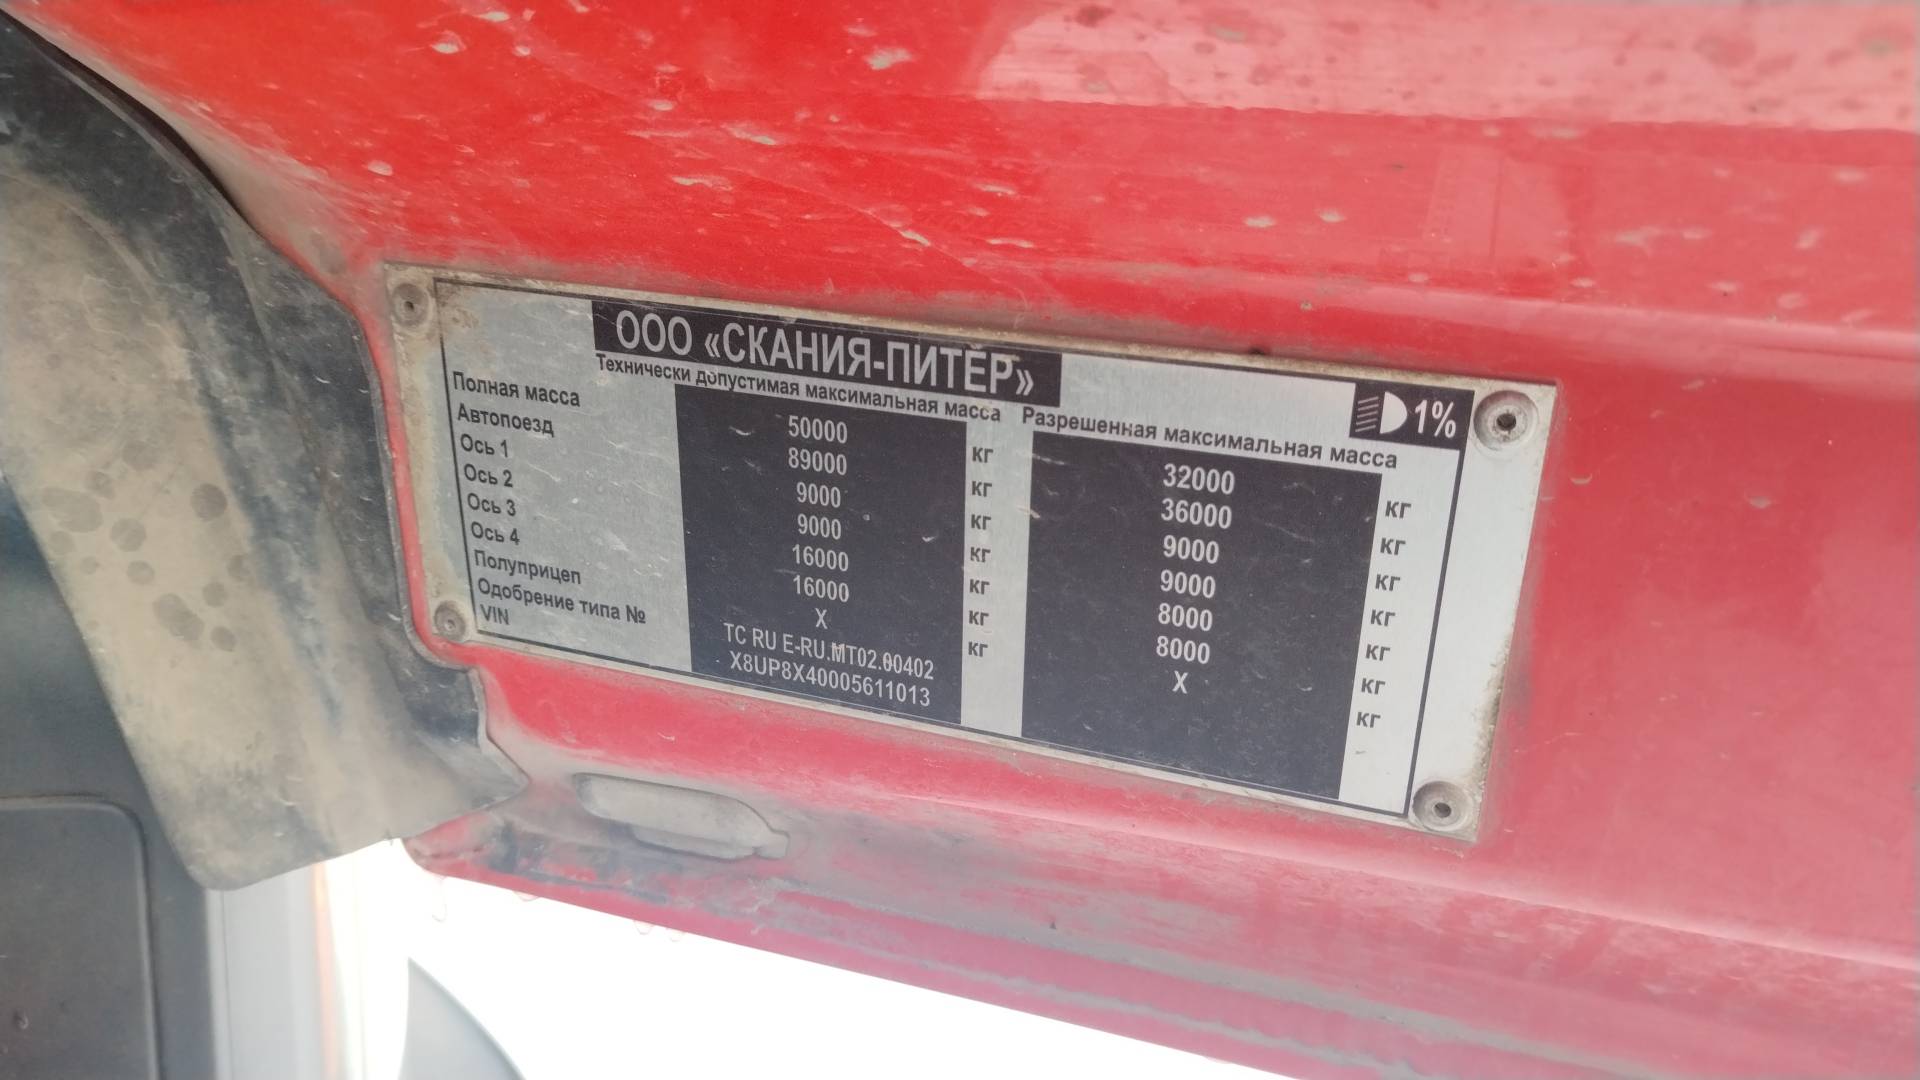 ООО «СКАНИЯ-ПИТЕР»
1%
Технически допустимая максимальная масса Разрешенная максимальная масса
Полная масса 50000 кг 32000 кг
Автопоезд 89000 кг 36000 кг
Ось 1 9000 кг 9000 кг
Ось 2 9000 кг 9000 кг
Ось 3 16000 кг 8000 кг
Ось 4 16000 кг 8000 кг
Полуприцеп X кг X кг
Одобрение типа № TC RU E-RU.MT02.00402
VIN X8UP8X40005611013